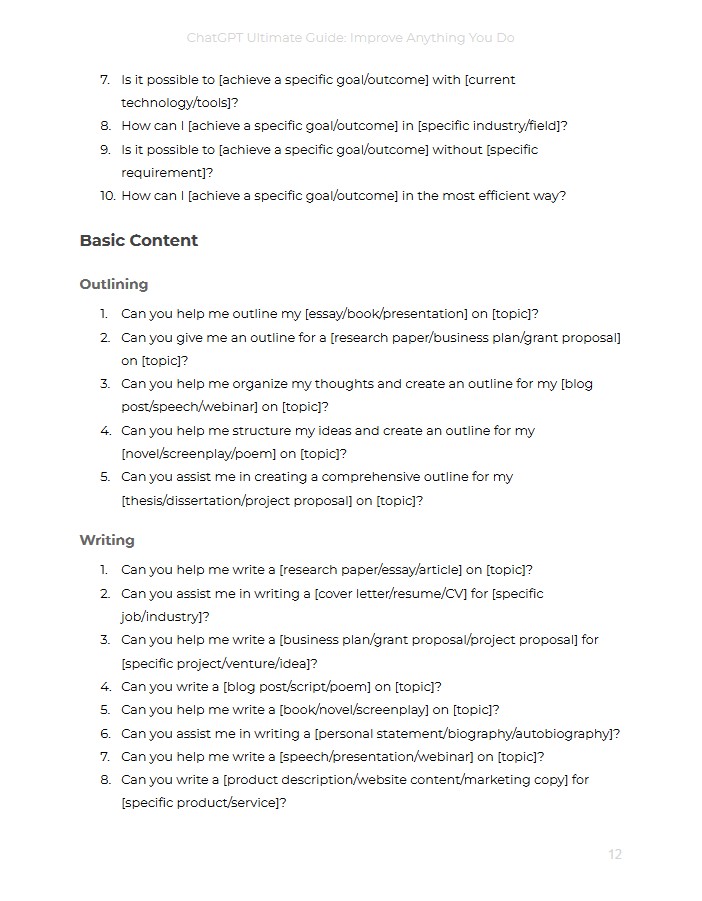 ChatGPT Ultimate Guide: Improve Anything You Do
7. Is it possible to [achieve a specific goal/outcome] with [current
technology/tools]?
8. How can I [achieve a specific goal/outcome] in [specific industry/field]?
9. Is it possible to [achieve a specific goal/outcome] without [specific
requirement]?
10. How can I [achieve a specific goal/outcome] in the most efficient way?
Basic Content
Outlining
1. Can you help me outline my [essay/book/presentation] on [topic]?
2. Can you give me an outline for a [research paper/business plan/grant proposal]
on [topic]?
3. Can you help me organize my thoughts and create an outline for my [blog
post/speech/webinar] on [topic]?
4. Can you help me structure my ideas and create an outline for my
[novel/screenplay/poem] on [topic]?
5. Can you assist me in creating a comprehensive outline for my
[thesis/dissertation/project proposal] on [topic]?
Writing
1. Can you help me write a [research paper/essay/article] on [topic]?
2. Can you assist me in writing a [cover letter/resume/CV] for [specific
job/industry]?
3. Can you help me write a [business plan/grant proposal/project proposal] for
[specific project/venture/idea]?
4. Can you write a [blog post/script/poem] on [topic]?
5. Can you help me write a [book/novel/screenplay] on [topic]?
6. Can you assist me in writing a [personal statement/biography/autobiography]?
7. Can you help me write a [speech/presentation/webinar] on [topic]?
8. Can you write a [product description/website content/marketing copy] for
[specific product/service]?
12